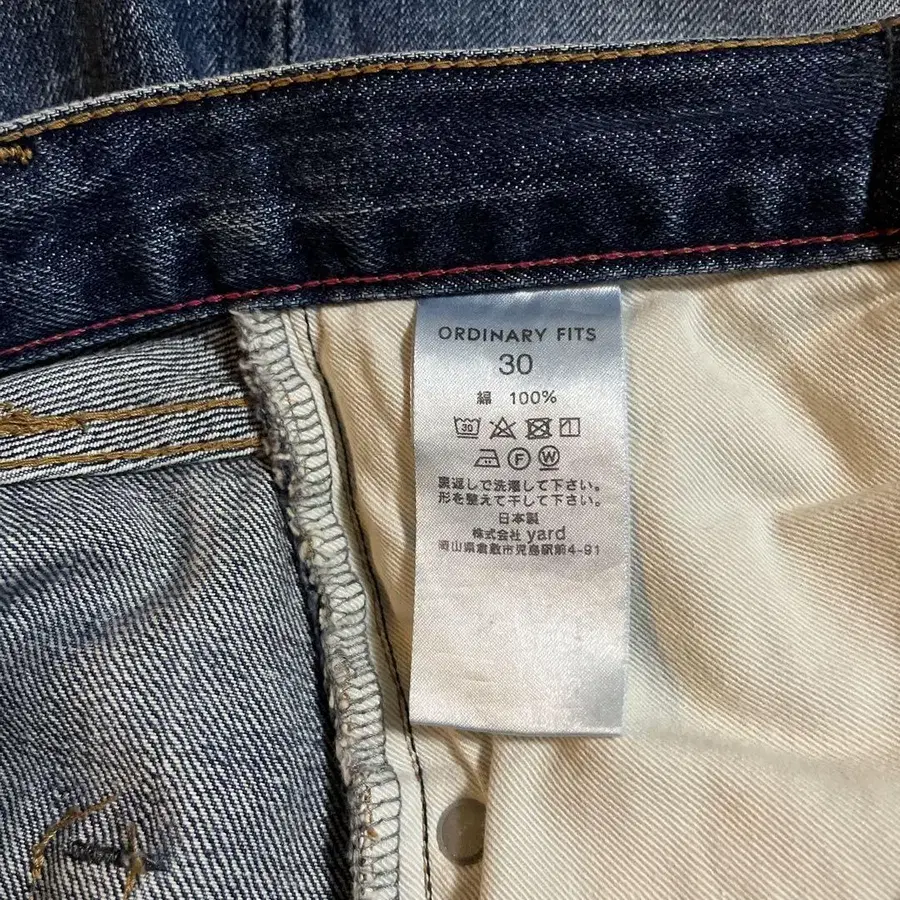 ORDINARY FITS
30
綿 100%
30
F W
裏返しで洗濯して下さい。
形を整えて干して下さい。
日本製
株式会社 yard
岡山県倉敷市児島駅前4-91